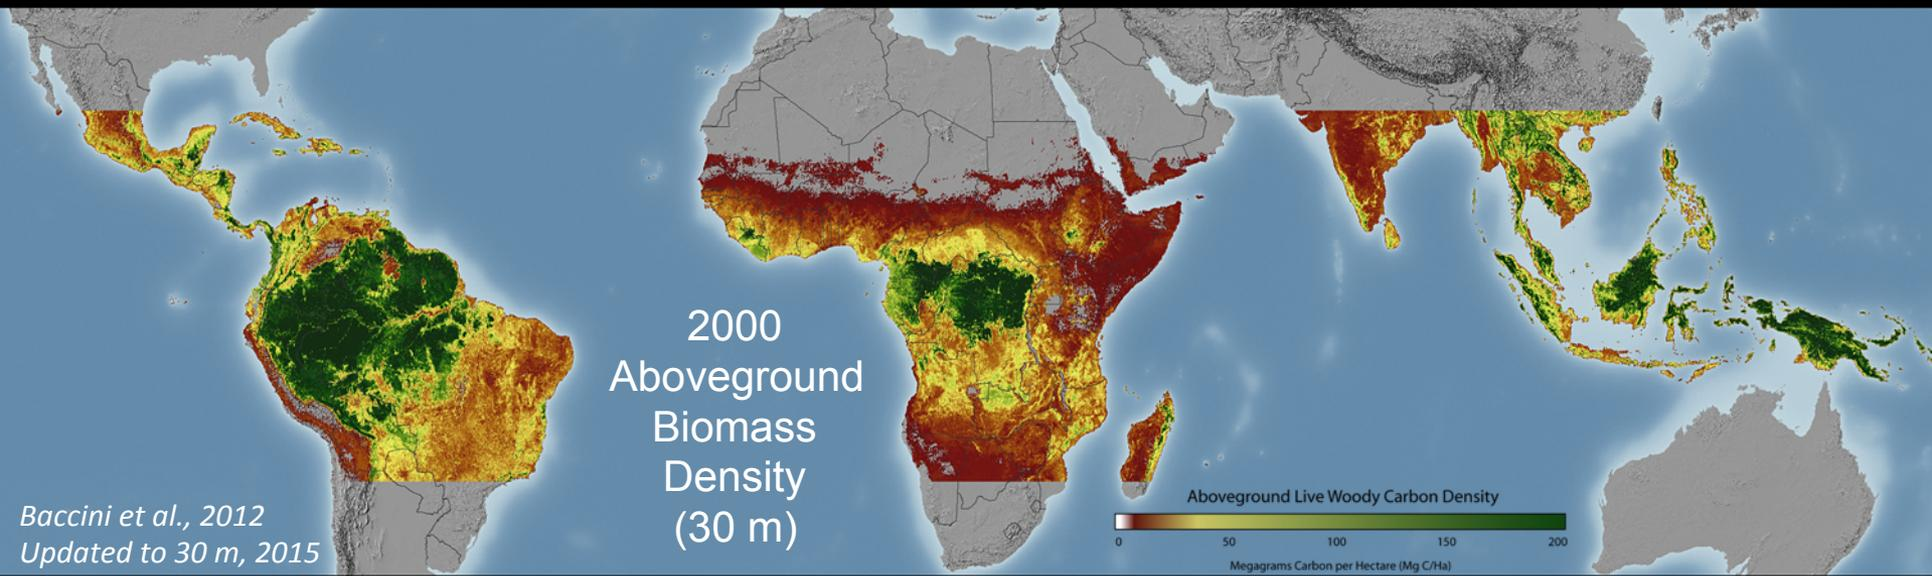 2000
Aboveground
Biomass
Density
(30 m)
Baccini et al., 2012
Updated to 30 m, 2015
Aboveground Live Woody Carbon Density
0 50 100 150 200
Megagrams Carbon per Hectare (Mg C/Ha)